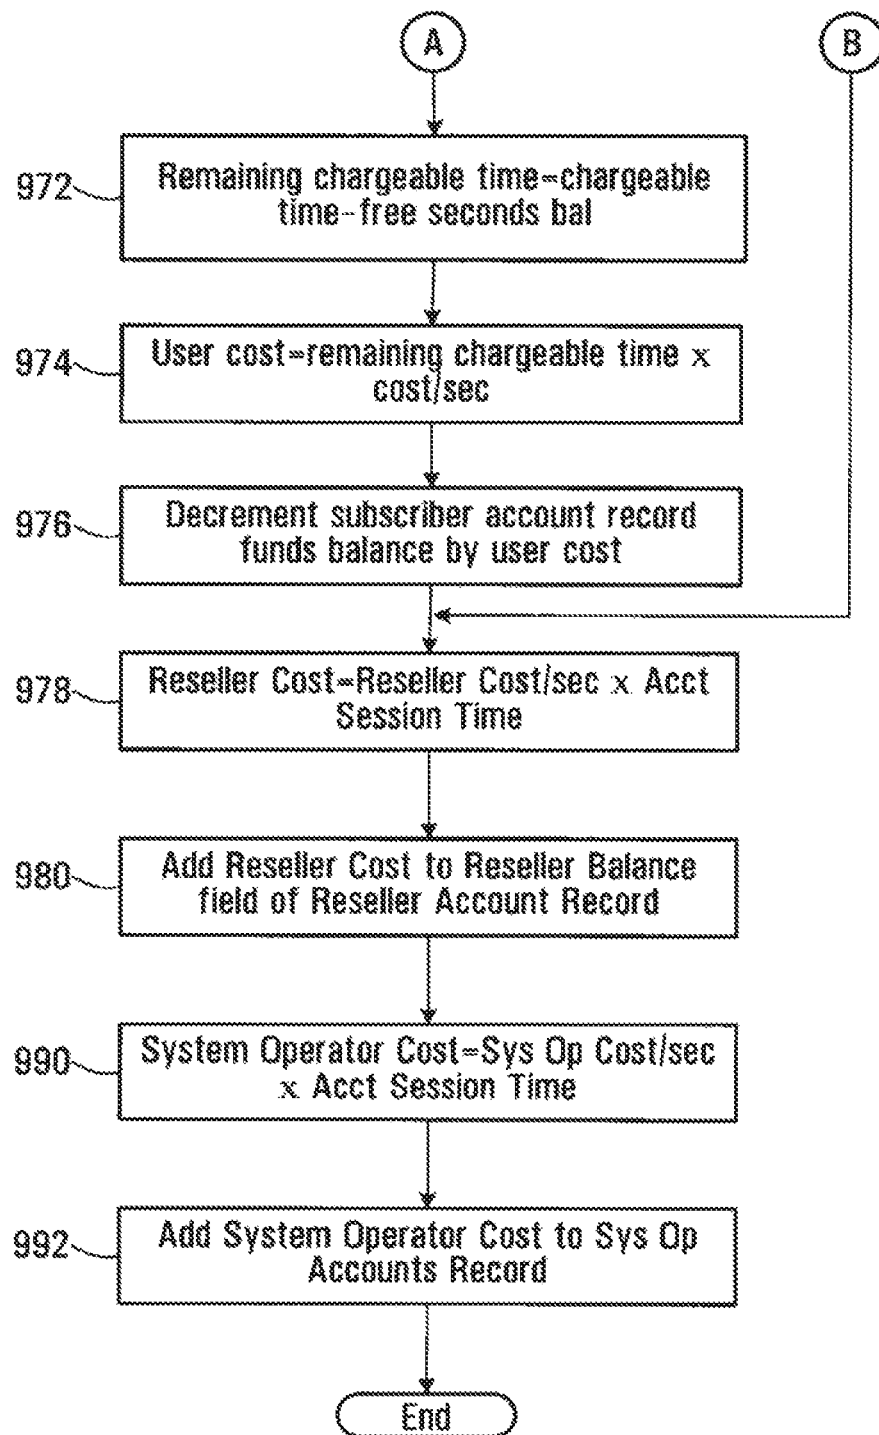 A
B
972
Remaining chargeable time=chargeable
time-free seconds bal
974
User cost=remaining chargeable time x
cost/sec
976
Decrement subscriber account record
funds balance by user cost
978
Reseller Cost=Reseller Cost/sec x Acct
Session Time
980
Add Reseller Cost to Reseller Balance
field of Reseller Account Record
990
System Operator Cost=Sys Op Cost/sec
x Acct Session Time
992
Add System Operator Cost to Sys Op
Accounts Record
End